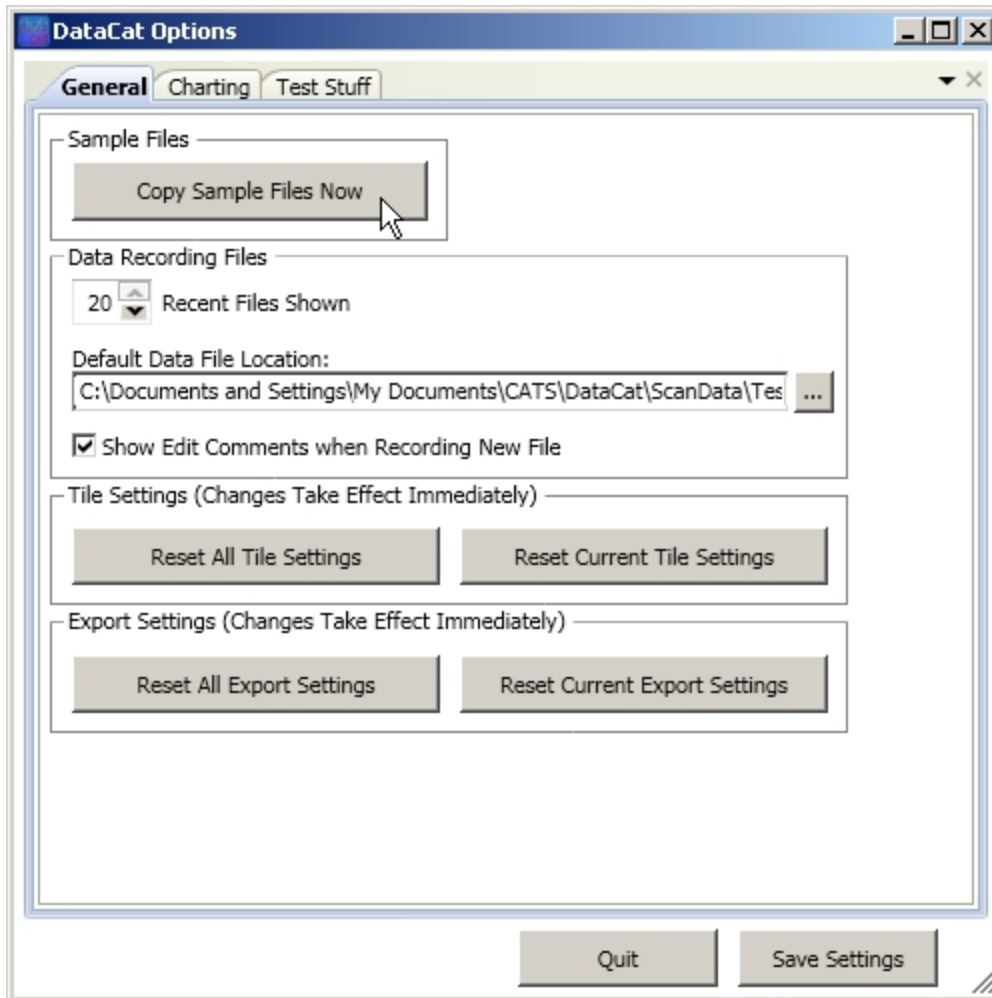 DataCat Options
General Charting Test Stuff
Sample Files
Copy Sample Files Now
Data Recording Files
20 Recent Files Shown
Default Data File Location:
C:\Documents and Settings\My Documents\CATS\DataCat\ScanData\Tes ...
Show Edit Comments when Recording New File
Tile Settings (Changes Take Effect Immediately)
Reset All Tile Settings Reset Current Tile Settings
Export Settings (Changes Take Effect Immediately)
Reset All Export Settings Reset Current Export Settings
Quit Save Settings